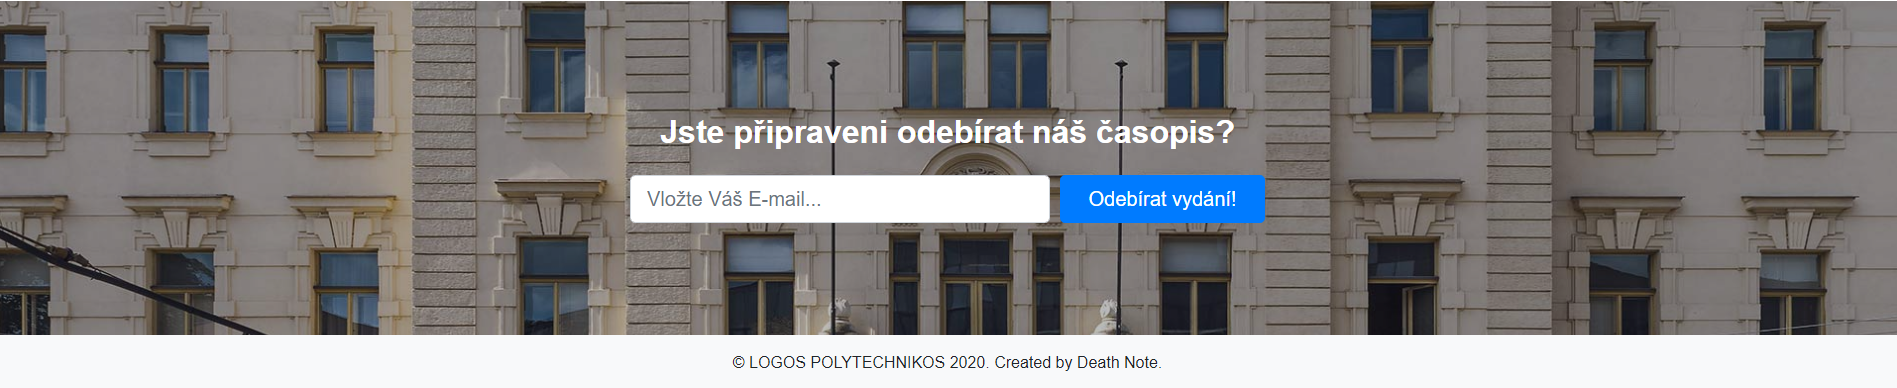 Jste připraveni odebírat náš časopis?
Vložte Váš E-mail...
Odebírat vydání!
© LOGOS POLYTECHNIKOS 2020. Created by Death Note.